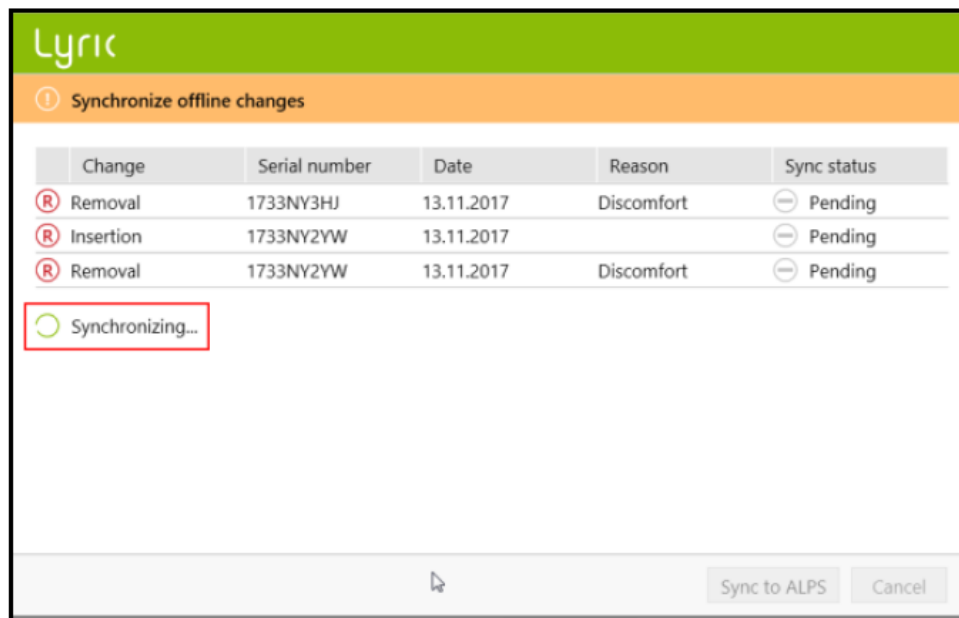 Lyric
! Synchronize offline changes
Change Serial number Date Reason Sync status
R Removal 1733NY3HJ 13.11.2017 Discomfort Pending
R Insertion 1733NY2YW 13.11.2017 Pending
R Removal 1733NY2YW 13.11.2017 Discomfort Pending
Synchronizing...
Sync to ALPS Cancel